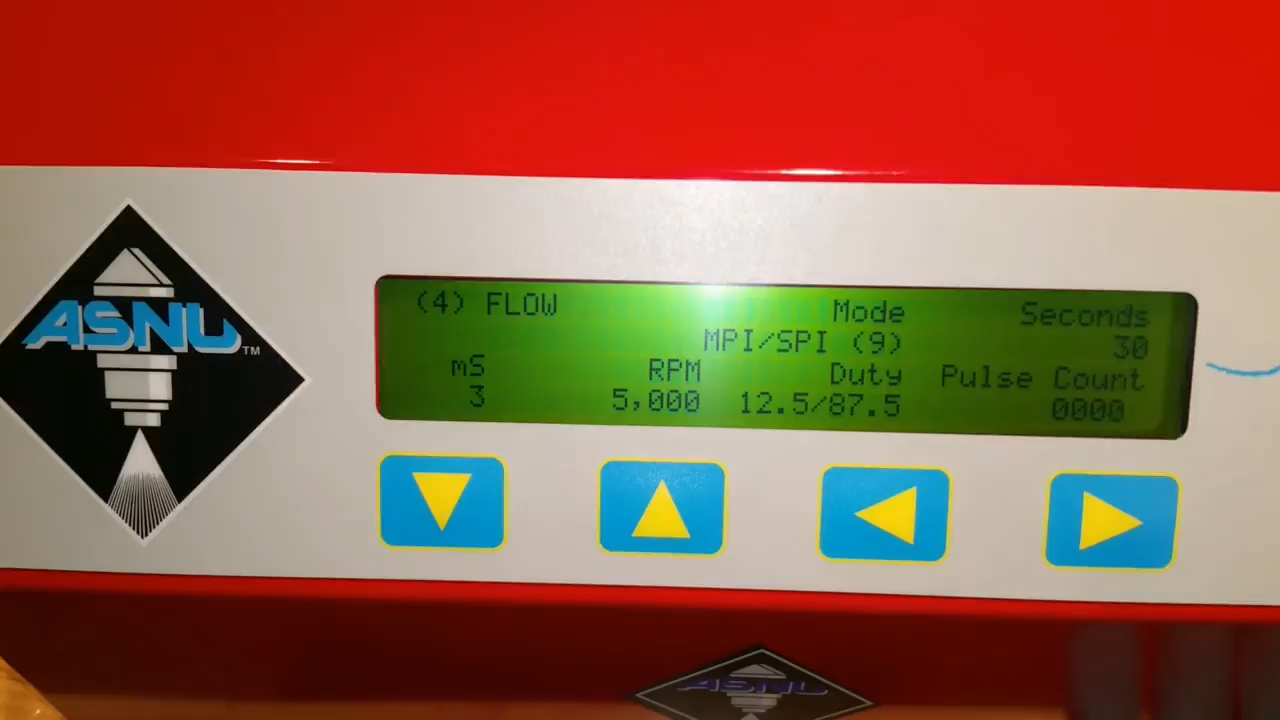 ASNU™
(4) FLOW Mode Seconds
MPI/SPI (9) 30
mS RPM Duty Pulse Count
3 5,000 12.5/87.5 0000
ASNU